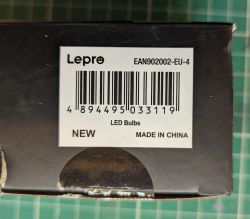 Lepro EAN902002-EU-4
4 894495 033119
LED Bulbs
NEW MADE IN CHINA